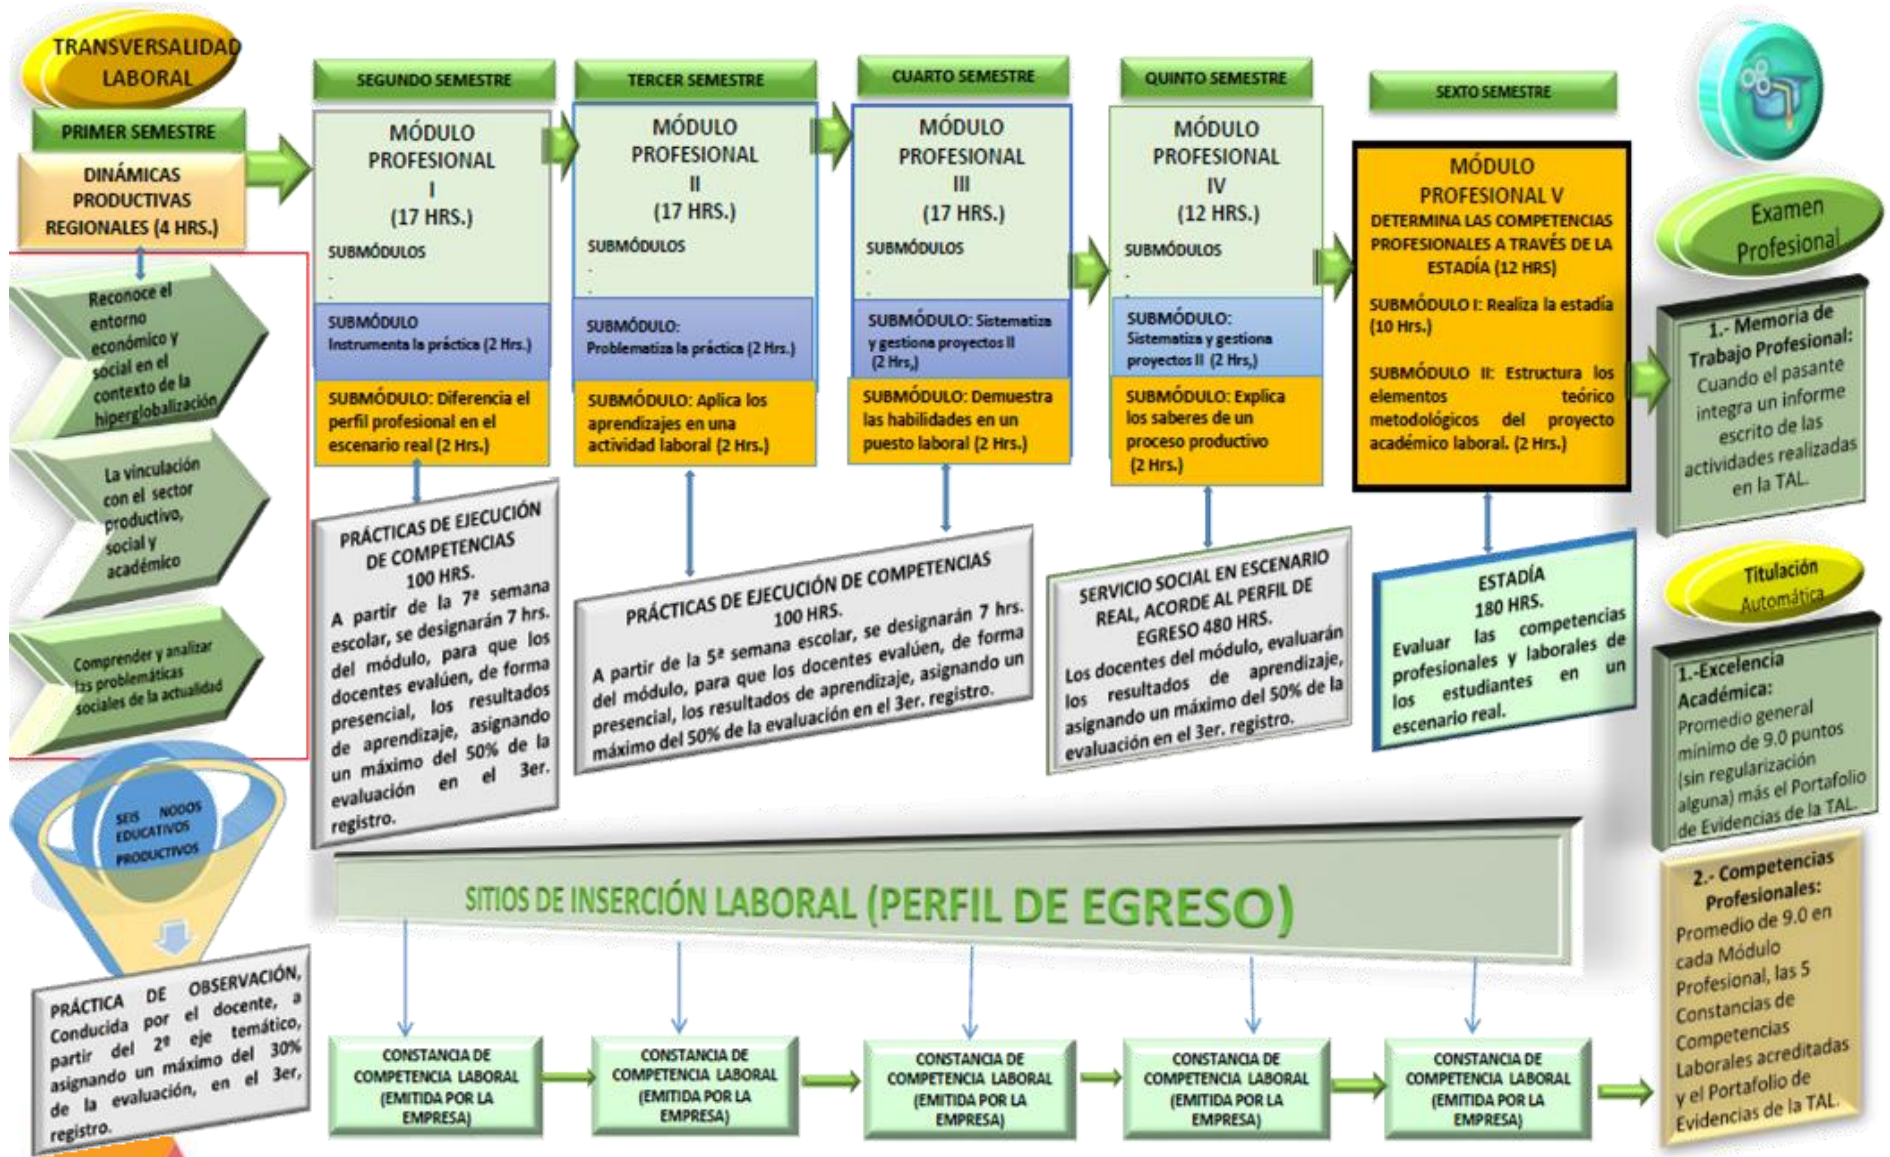 TRANSVERSALIDAD
LABORAL
PRIMER SEMESTRE
DINÁMICAS
PRODUCTIVAS
REGIONALES (4 HRS.)
Reconoce el
entorno
económico y
social en el
contexto de la
hiperglobalización
La vinculación
con el sector
productivo,
social y
académico
Comprender y analizar
las problemáticas
sociales de la actualidad
SEIS NODOS
EDUCATIVOS
PRODUCTIVOS
PRÁCTICA DE OBSERVACIÓN,
Conducida por el docente, a
partir del 2º eje temático,
asignando un máximo del 30%
de la evaluación, en el 3er,
registro.
SEGUNDO SEMESTRE
MÓDULO
PROFESIONAL
I
(17 HRS.)
SUBMÓDULOS
.
.
SUBMÓDULO
Instrumenta la práctica (2 Hrs.)
SUBMÓDULO: Diferencia el
perfil profesional en el
escenario real (2 Hrs.)
PRÁCTICAS DE EJECUCIÓN
DE COMPETENCIAS
100 HRS.
A partir de la 7ª semana
escolar, se designarán 7 hrs.
del módulo, para que los
docentes evalúen, de forma
presencial, los resultados
de aprendizaje, asignando
un máximo del 50% de la
evaluación en el 3er.
registro.
TERCER SEMESTRE
MÓDULO
PROFESIONAL
II
(17 HRS.)
SUBMÓDULOS
.
.
SUBMÓDULO:
Problematiza la práctica (2 Hrs.)
SUBMÓDULO: Aplica los
aprendizajes en una
actividad laboral (2 Hrs.)
CUARTO SEMESTRE
MÓDULO
PROFESIONAL
III
(17 HRS.)
SUBMÓDULOS
.
.
SUBMÓDULO: Sistematiza
y gestiona proyectos II
(2 Hrs,)
SUBMÓDULO: Demuestra
las habilidades en un
puesto laboral (2 Hrs.)
PRÁCTICAS DE EJECUCIÓN DE COMPETENCIAS
100 HRS.
A partir de la 5ª semana escolar, se designarán 7 hrs.
del módulo, para que los docentes evalúen, de forma
presencial, los resultados de aprendizaje, asignando un
máximo del 50% de la evaluación en el 3er. registro.
QUINTO SEMESTRE
MÓDULO
PROFESIONAL
IV
(12 HRS.)
SUBMÓDULOS
.
.
SUBMÓDULO:
Sistematiza y gestiona
proyectos II (2 Hrs,)
SUBMÓDULO: Explica
los saberes de un
proceso productivo
(2 Hrs.)
SERVICIO SOCIAL EN ESCENARIO
REAL, ACORDE AL PERFIL DE
EGRESO 480 HRS.
Los docentes del módulo, evaluarán
los resultados de aprendizaje,
asignando un máximo del 50% de la
evaluación en el 3er. registro.
SEXTO SEMESTRE
MÓDULO
PROFESIONAL V
DETERMINA LAS COMPETENCIAS
PROFESIONALES A TRAVÉS DE LA
ESTADÍA (12 HRS)
SUBMÓDULO I: Realiza la estadía
(10 Hrs.)
SUBMÓDULO II: Estructura los
elementos teórico
metodológicos del proyecto
académico laboral. (2 Hrs.)
ESTADÍA
180 HRS.
Evaluar las competencias
profesionales y laborales de
los estudiantes en un
escenario real.
Examen
Profesional
1.- Memoria de
Trabajo Profesional:
Cuando el pasante
integra un informe
escrito de las
actividades realizadas
en la TAL.
Titulación
Automática
1.-Excelencia
Académica:
Promedio general
mínimo de 9.0 puntos
(sin regularización
alguna) más el Portafolio
de Evidencias de la TAL.
2.- Competencias
Profesionales:
Promedio de 9.0 en
cada Módulo
Profesional, las 5
Constancias de
Competencias
Laborales acreditadas
y el Portafolio de
Evidencias de la TAL.
SITIOS DE INSERCIÓN LABORAL (PERFIL DE EGRESO)
CONSTANCIA DE
COMPETENCIA LABORAL
(EMITIDA POR LA
EMPRESA)
CONSTANCIA DE
COMPETENCIA LABORAL
(EMITIDA POR LA
EMPRESA)
CONSTANCIA DE
COMPETENCIA LABORAL
(EMITIDA POR LA
EMPRESA)
CONSTANCIA DE
COMPETENCIA LABORAL
(EMITIDA POR LA
EMPRESA)
CONSTANCIA DE
COMPETENCIA LABORAL
(EMITIDA POR LA
EMPRESA)